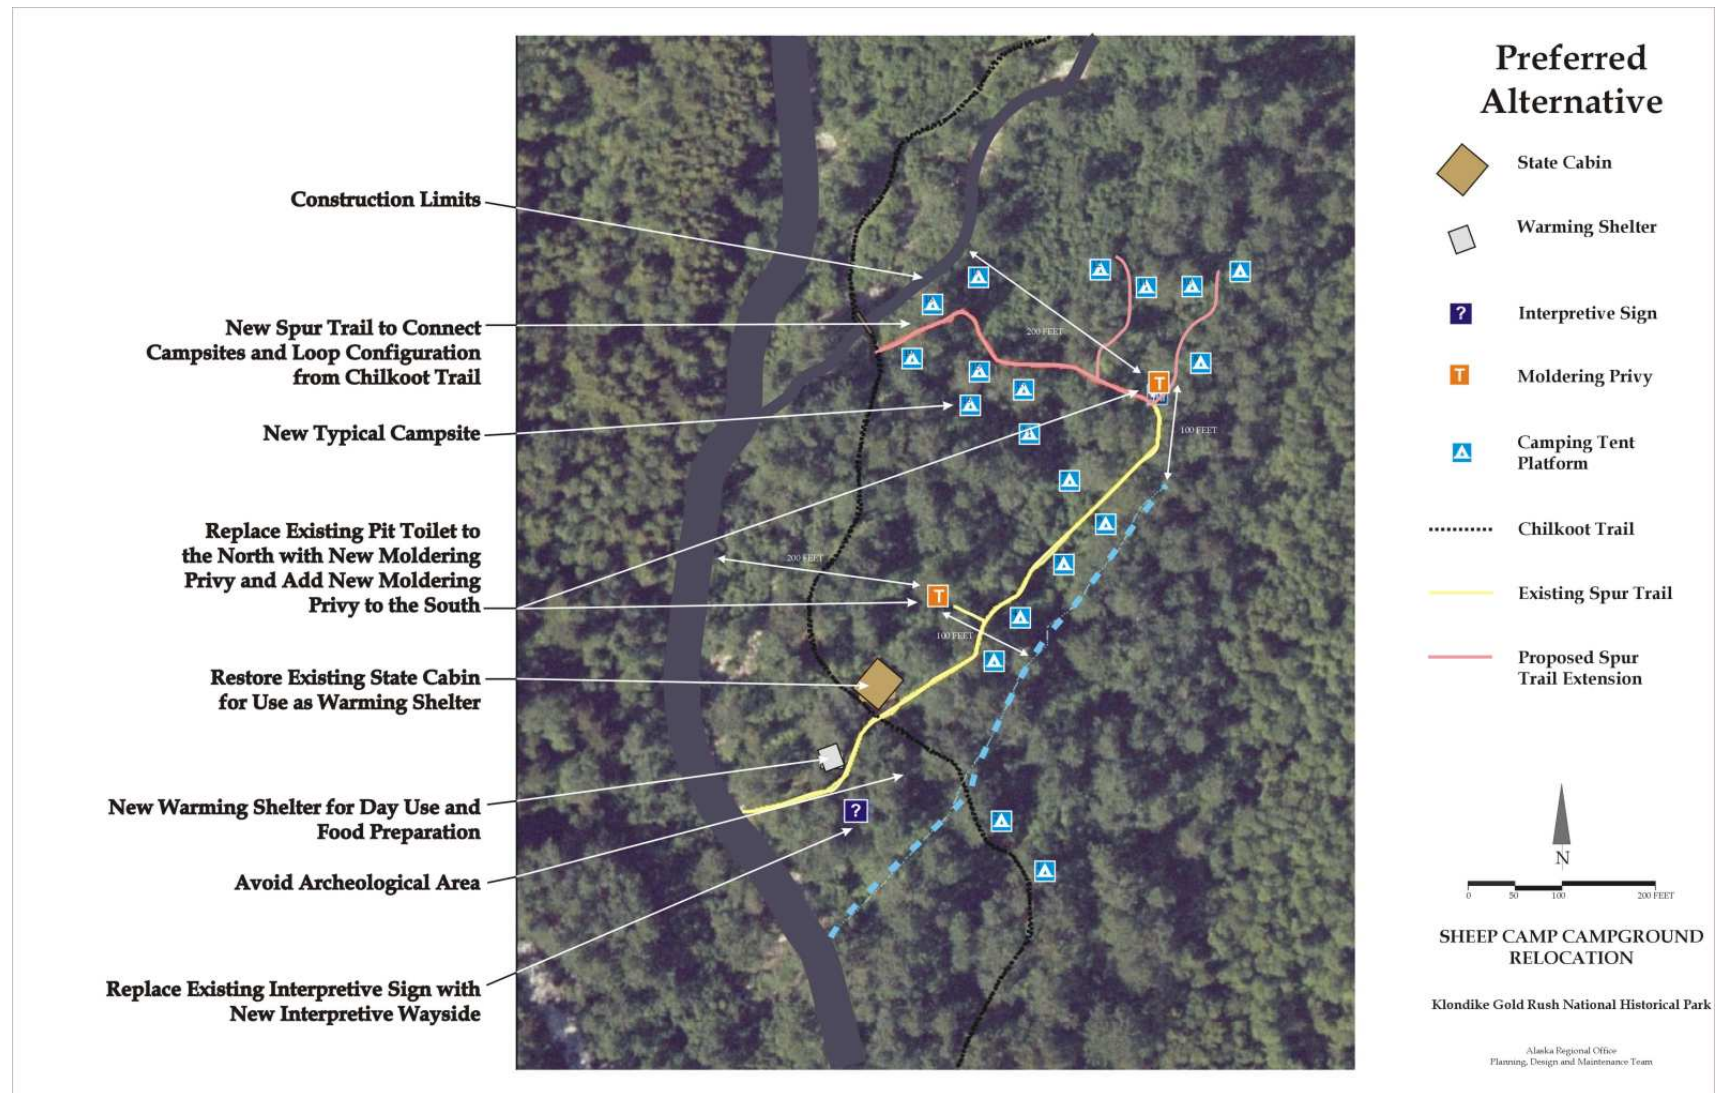 Preferred
Alternative
Construction Limits
New Spur Trail to Connect
Campsites and Loop Configuration
from Chilkoot Trail
New Typical Campsite
Replace Existing Pit Toilet to
the North with New Moldering
Privy and Add New Moldering
Privy to the South
Restore Existing State Cabin
for Use as Warming Shelter
New Warming Shelter for Day Use and
Food Preparation
Avoid Archeological Area
Replace Existing Interpretive Sign with
New Interpretive Wayside
200 FEET
T
100 FEET
200 FEET
T
100 FEET
?
State Cabin
Warming Shelter
?
Interpretive Sign
T
Moldering Privy
Camping Tent
Platform
Chilkoot Trail
Existing Spur Trail
Proposed Spur
Trail Extension
N
0 50 100 200 FEET
SHEEP CAMP CAMPGROUND
RELOCATION
Klondike Gold Rush National Historical Park
Alaska Regional Office
Planning, Design and Maintenance Team